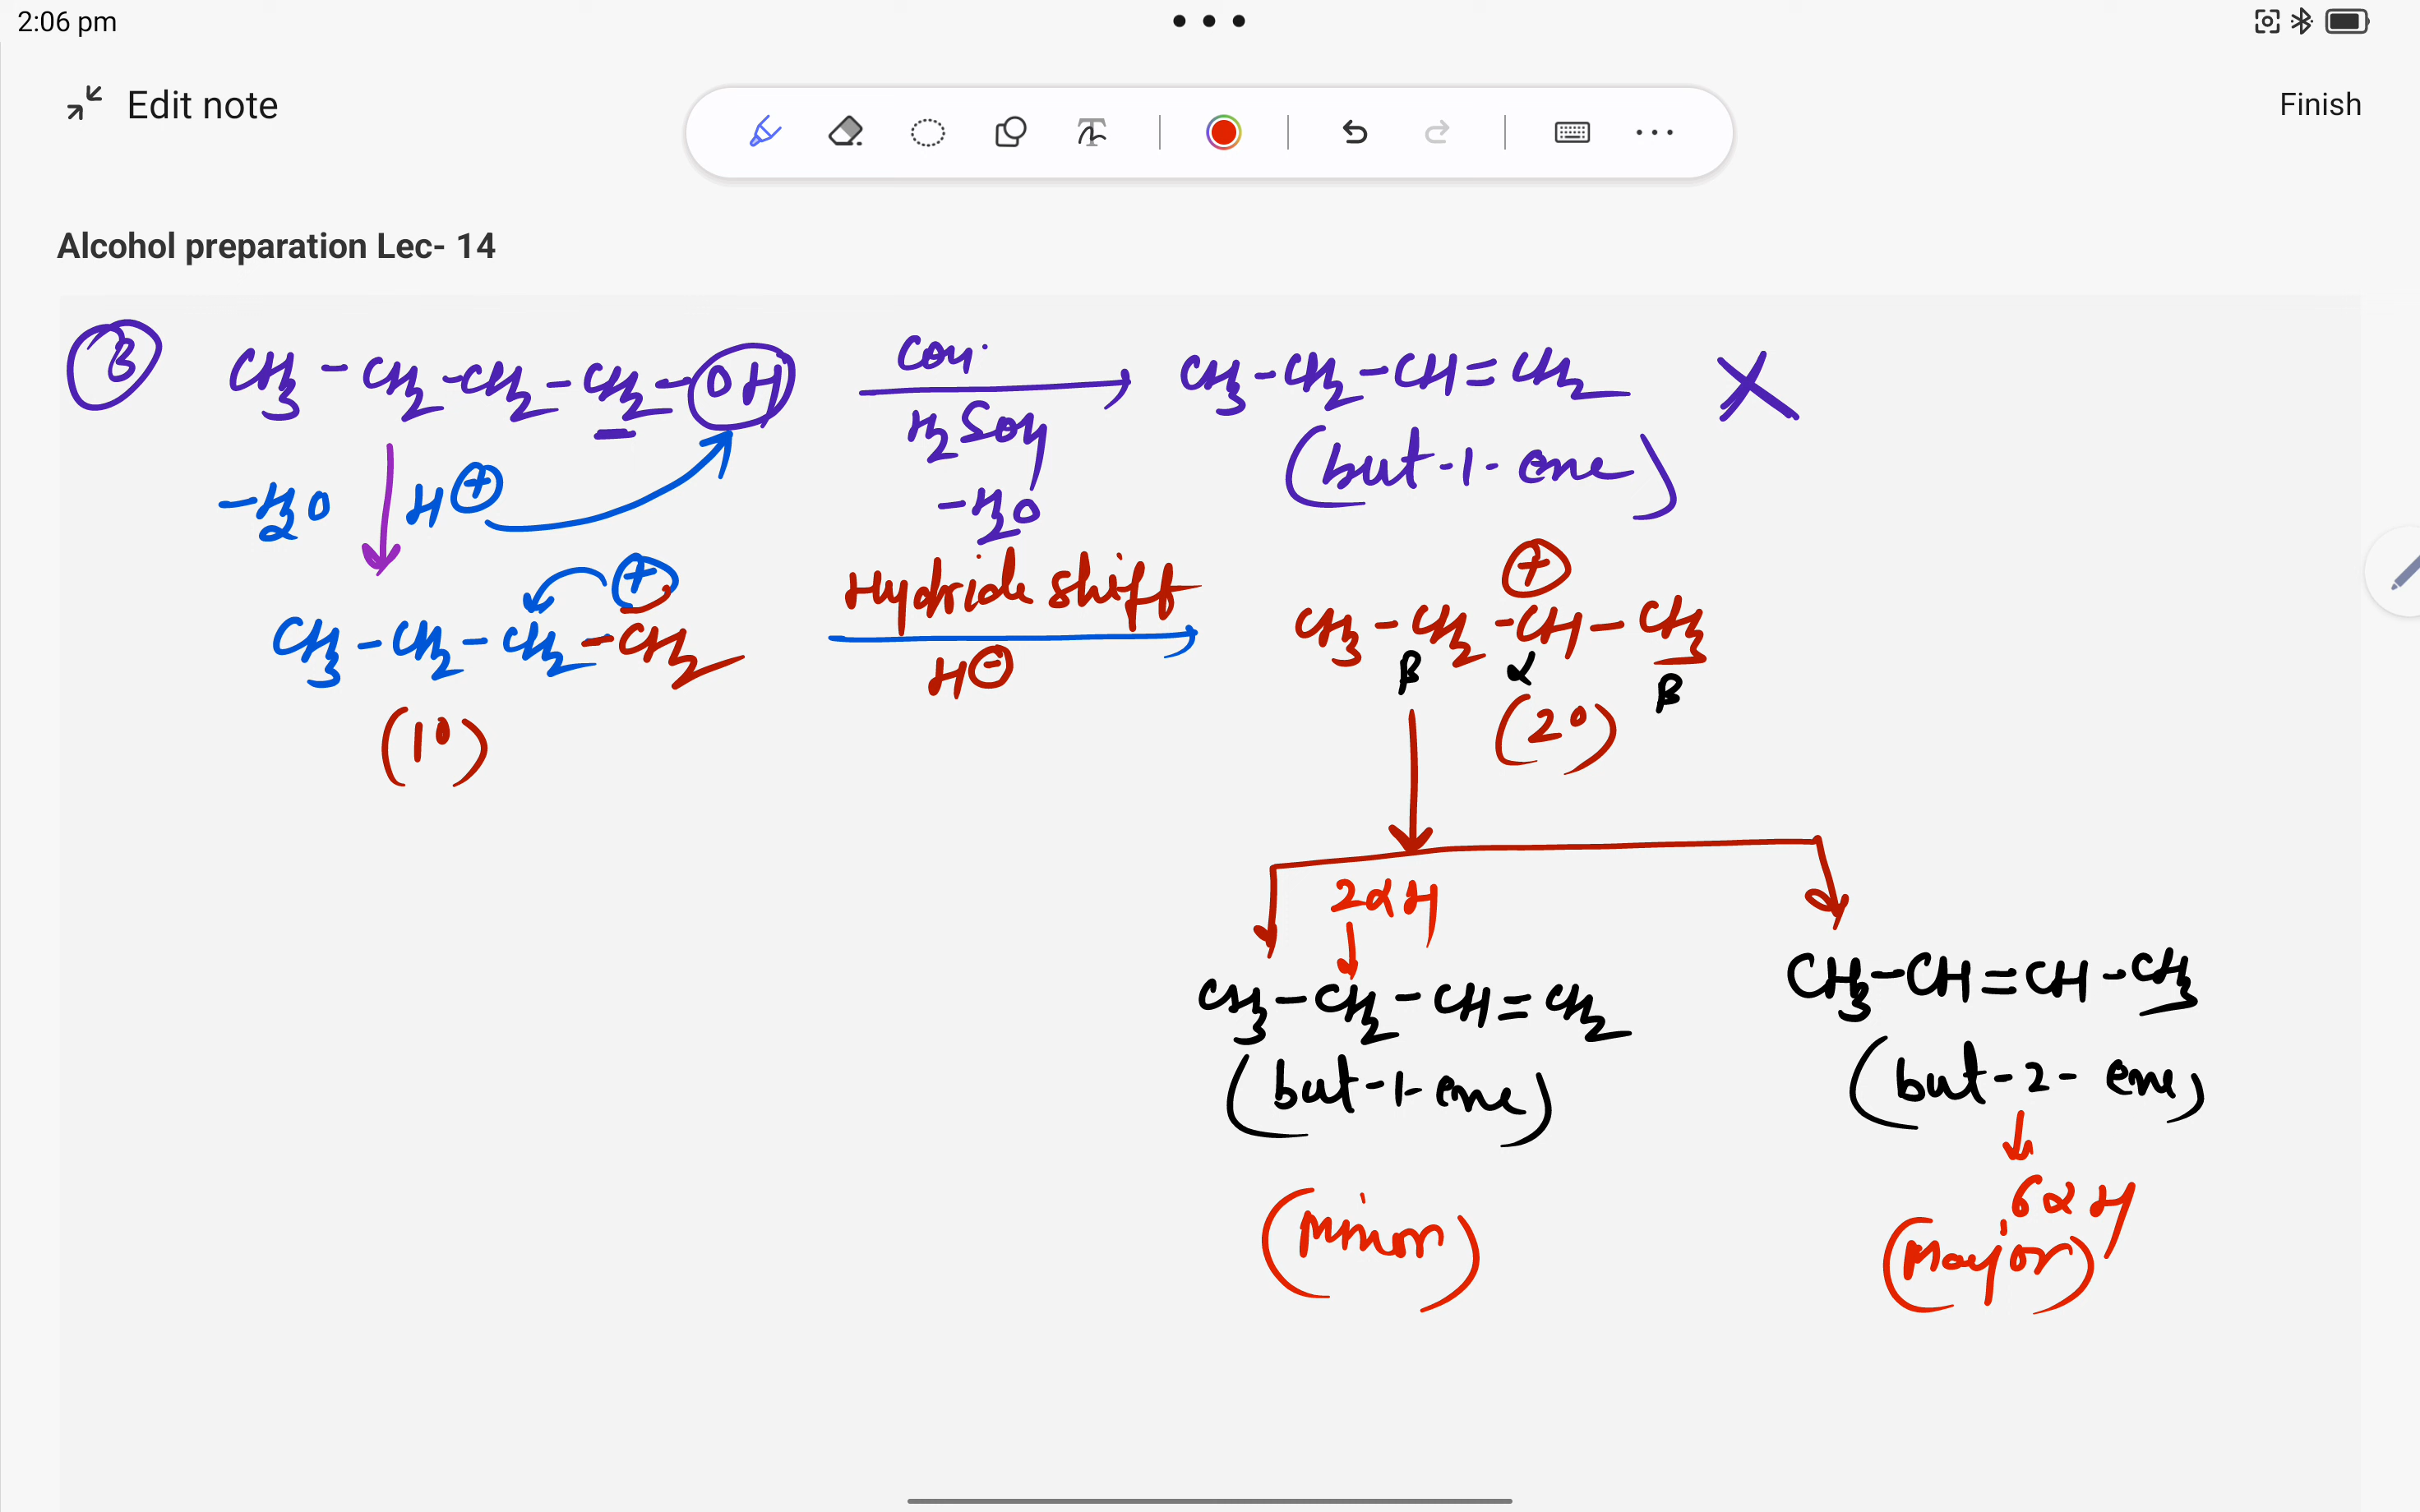 2:06 pm
Edit note
Finish
Alcohol preparation Lec- 14
3 CH3-CH2-CH2-CH2-OH con. H2SO4 -H2O CH3-CH2-CH=CH2 X
(but-1-ene)
-H2O H⊕
CH3-CH2-CH2-CH2 ⊕ Hydride shift H⊖ CH3-CH2-CH-CH3 ⊕
β α β
(1°) (2°)
2αH
CH3-CH2-CH=CH2 CH3-CH=CH-CH3
(but-1-ene) (but-2-ene)
6αH
(Minor) (Major)